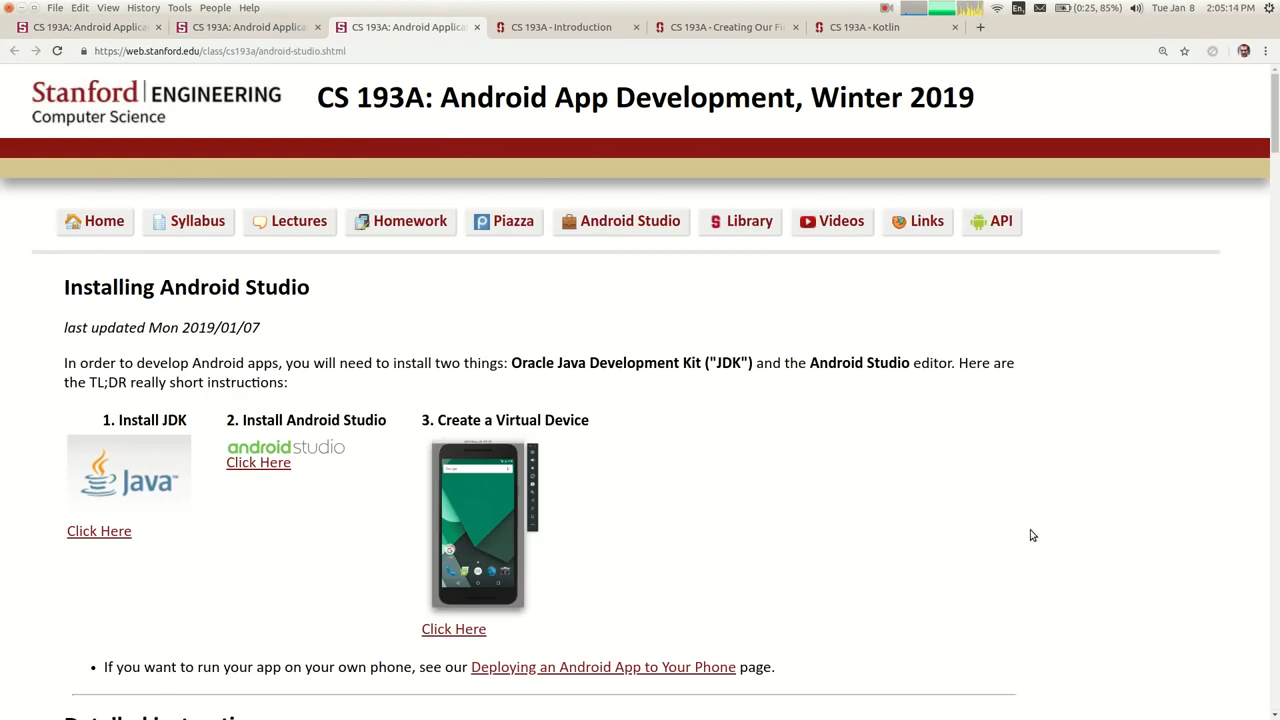 File Edit View History Tools People Help
En (0:25, 85%) Tue Jan 8 2:05:14 PM
CS 193A: Android Applica CS 193A: Android Applica CS 193A: Android Applica CS 193A - Introduction CS 193A - Creating Our Fi CS 193A - Kotlin
https://web.stanford.edu/class/cs193a/android-studio.shtml
Stanford ENGINEERING
Computer Science
CS 193A: Android App Development, Winter 2019
Home Syllabus Lectures Homework Piazza Android Studio Library Videos Links API
Installing Android Studio
last updated Mon 2019/01/07
In order to develop Android apps, you will need to install two things: Oracle Java Development Kit ("JDK") and the Android Studio editor. Here are
the TL;DR really short instructions:
1. Install JDK 2. Install Android Studio 3. Create a Virtual Device
androidstudio
Click Here
Java
Click Here
Click Here
• If you want to run your app on your own phone, see our Deploying an Android App to Your Phone page.